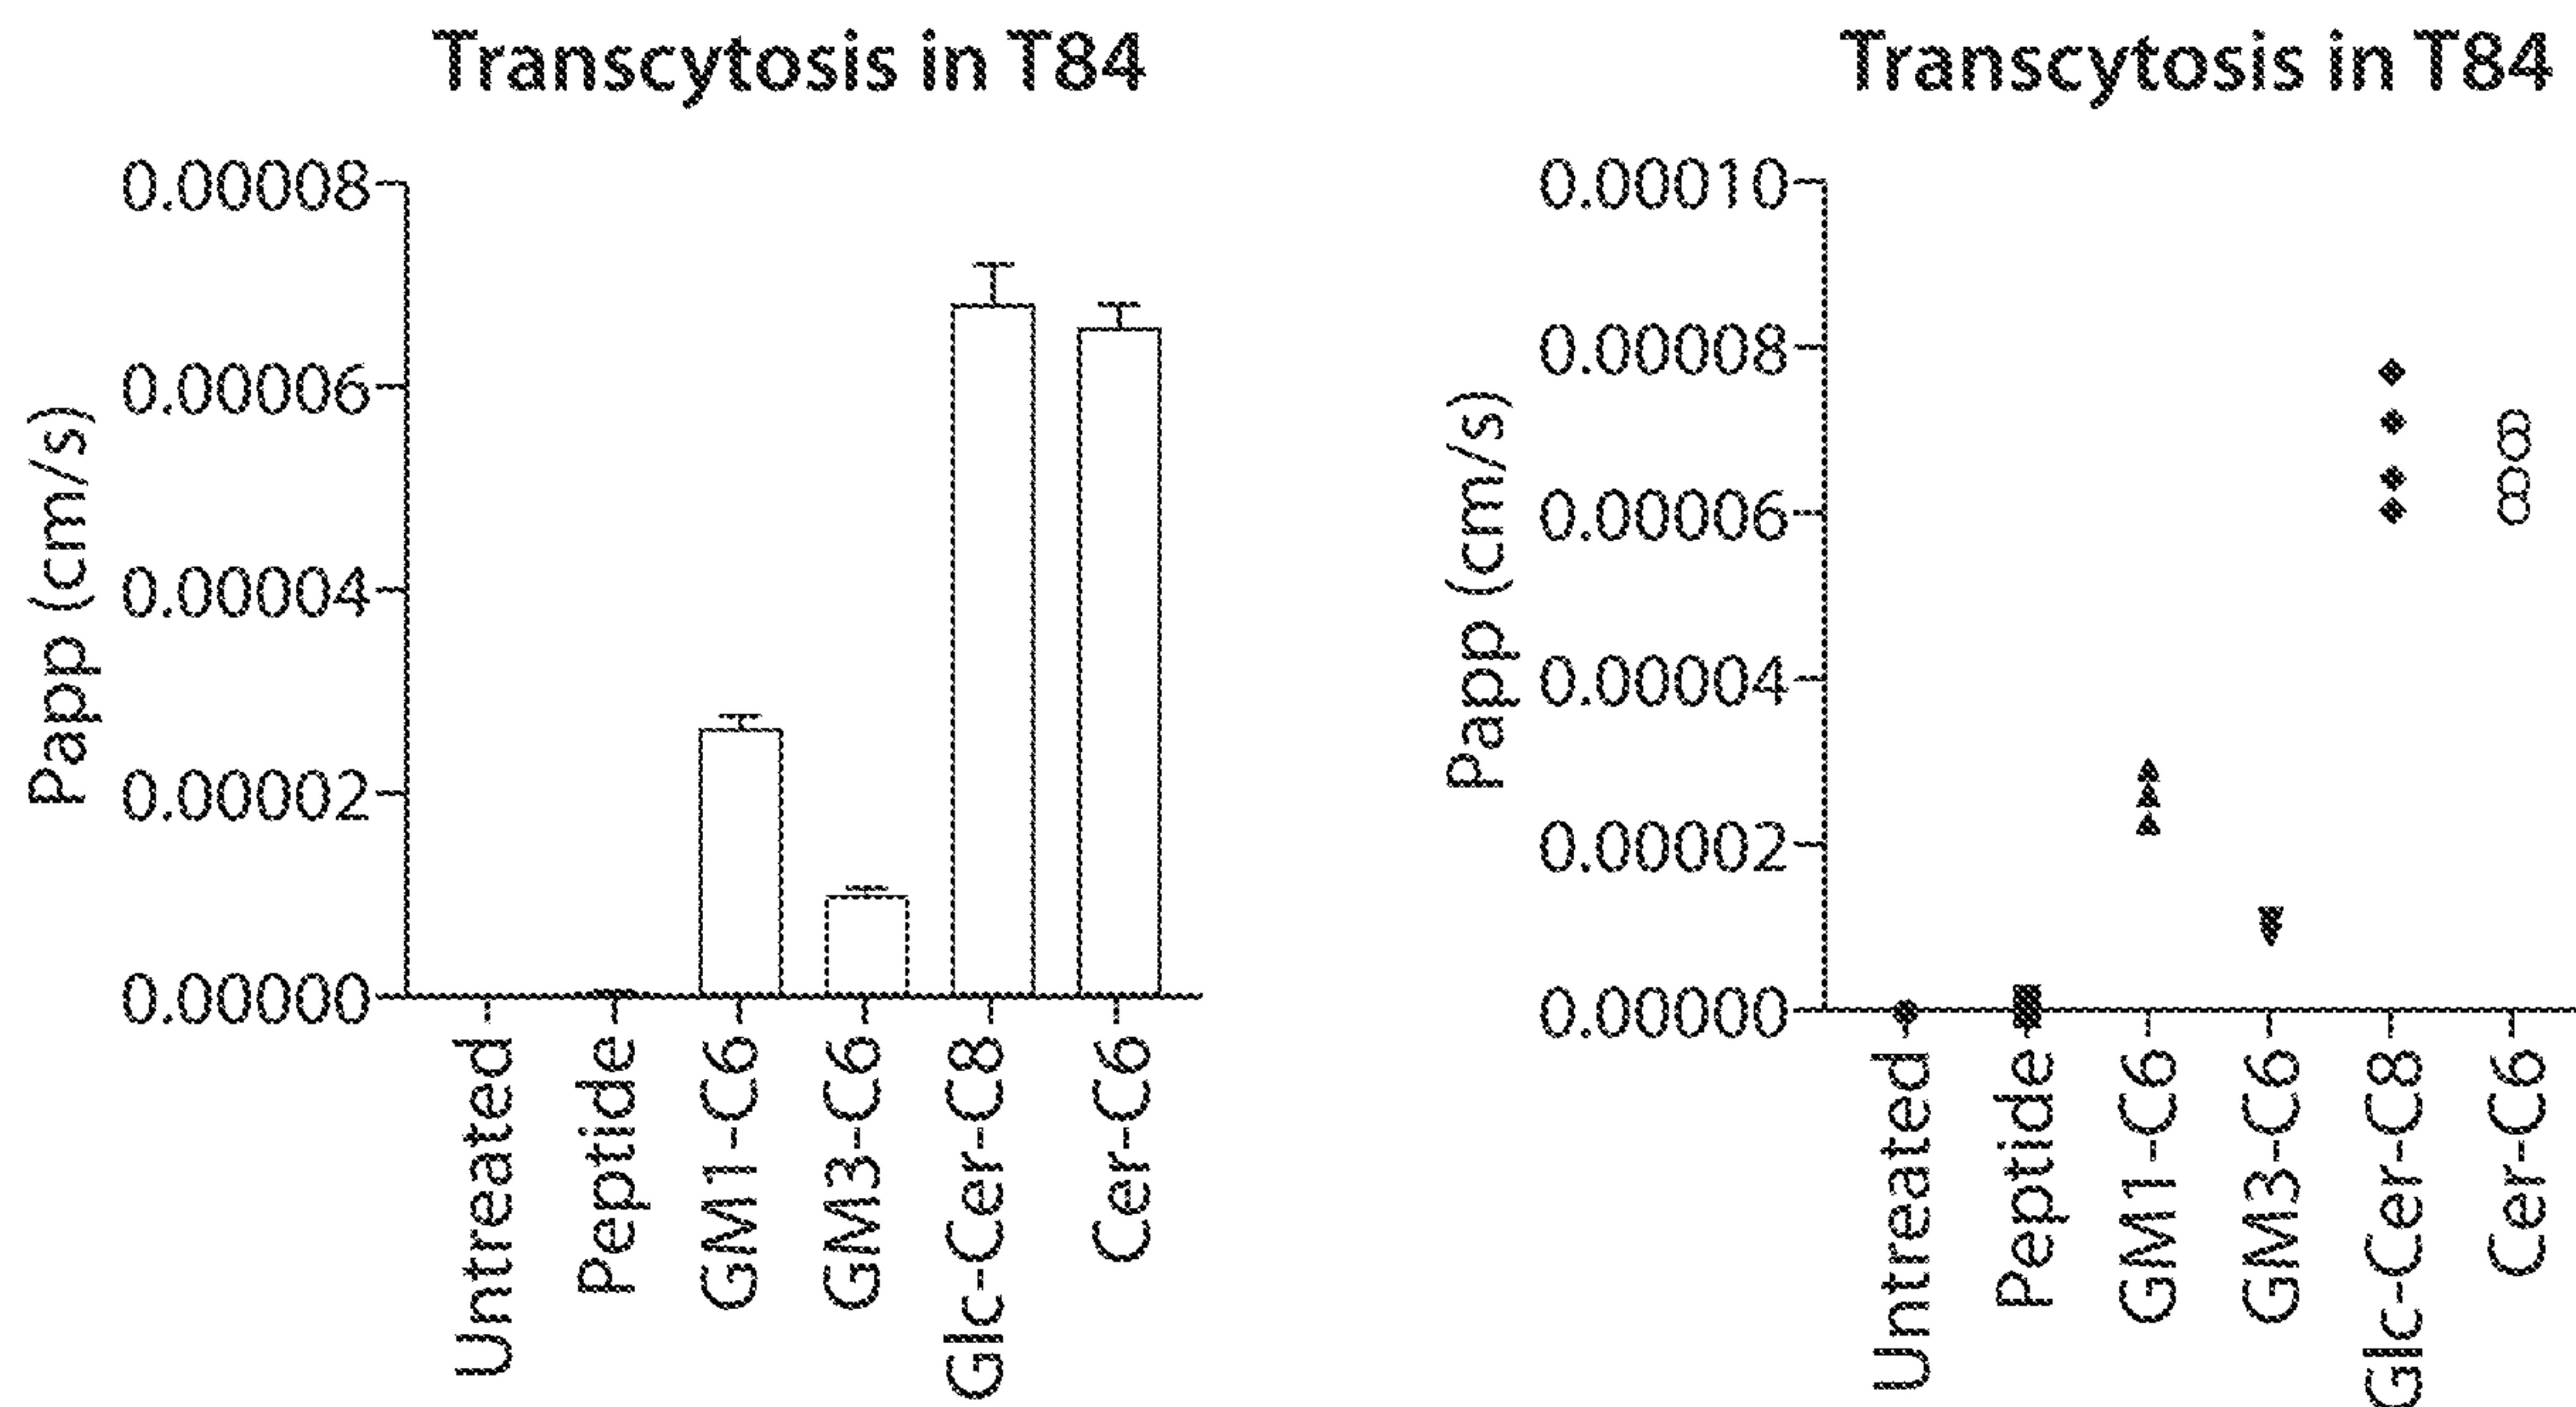 Transcytosis in T84
Papp (cm/s)
0.00008
0.00006
0.00004
0.00002
0.00000
Untreated
Peptide
GM1-C6
GM3-C6
Glc-Cer-C8
Cer-C6
Transcytosis in T84
Papp (cm/s)
0.00010
0.00008
0.00006
0.00004
0.00002
0.00000
Untreated
Peptide
GM1-C6
GM3-C6
Glc-Cer-C8
Cer-C6